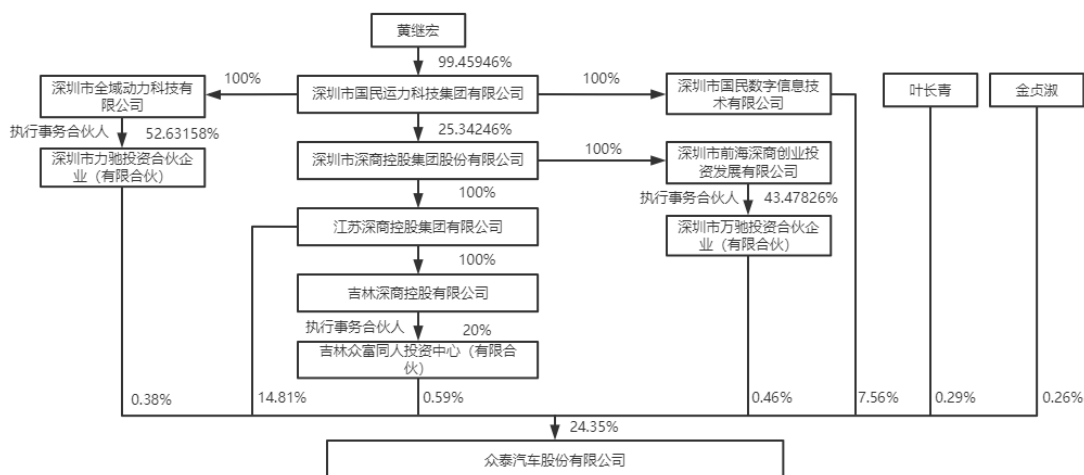 黄继宏
99.45946%
深圳市全域动力科技有
限公司
100%
深圳市国民运力科技集团有限公司
100%
深圳市国民数字信息技
术有限公司
叶长青
金贞淑
执行事务合伙人
52.63158%
25.34246%
深圳市力驰投资合伙企
业（有限合伙）
深圳市深商控股集团股份有限公司
100%
深圳市前海深商创业投
资发展有限公司
100%
执行事务合伙人
43.47826%
江苏深商控股集团有限公司
深圳市万驰投资合伙企
业（有限合伙）
100%
吉林深商控股有限公司
执行事务合伙人
20%
吉林众富同人投资中心（有限合
伙）
0.38%
14.81%
0.59%
0.46%
7.56%
0.29%
0.26%
24.35%
众泰汽车股份有限公司